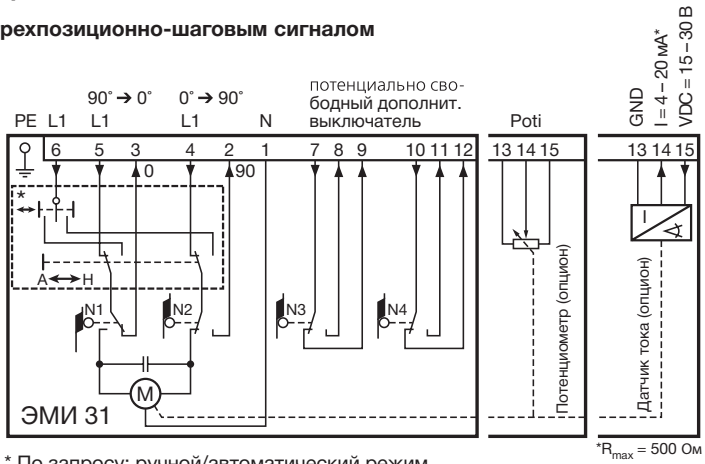 рехпозиционно-шаговым сигналом
90˚ ➔ 0˚ 0˚ ➔ 90˚
потенциально сво-
бодный дополнит.
выключатель
PE L1 L1 L1 N
Poti
GND
I = 4 – 20 мА*
VDC = 15 – 30 В
6 5 3 4 2 1 7 8 9 10 11 12
13 14 15
13 14 15
0
90
*
I
A H
N1
N2
N3
N4
M
ЭМИ 31
Потенциометр (опцион)
Датчик тока (опцион)
*Rmax = 500 Ом
* По запросу: ручной/автоматический режим